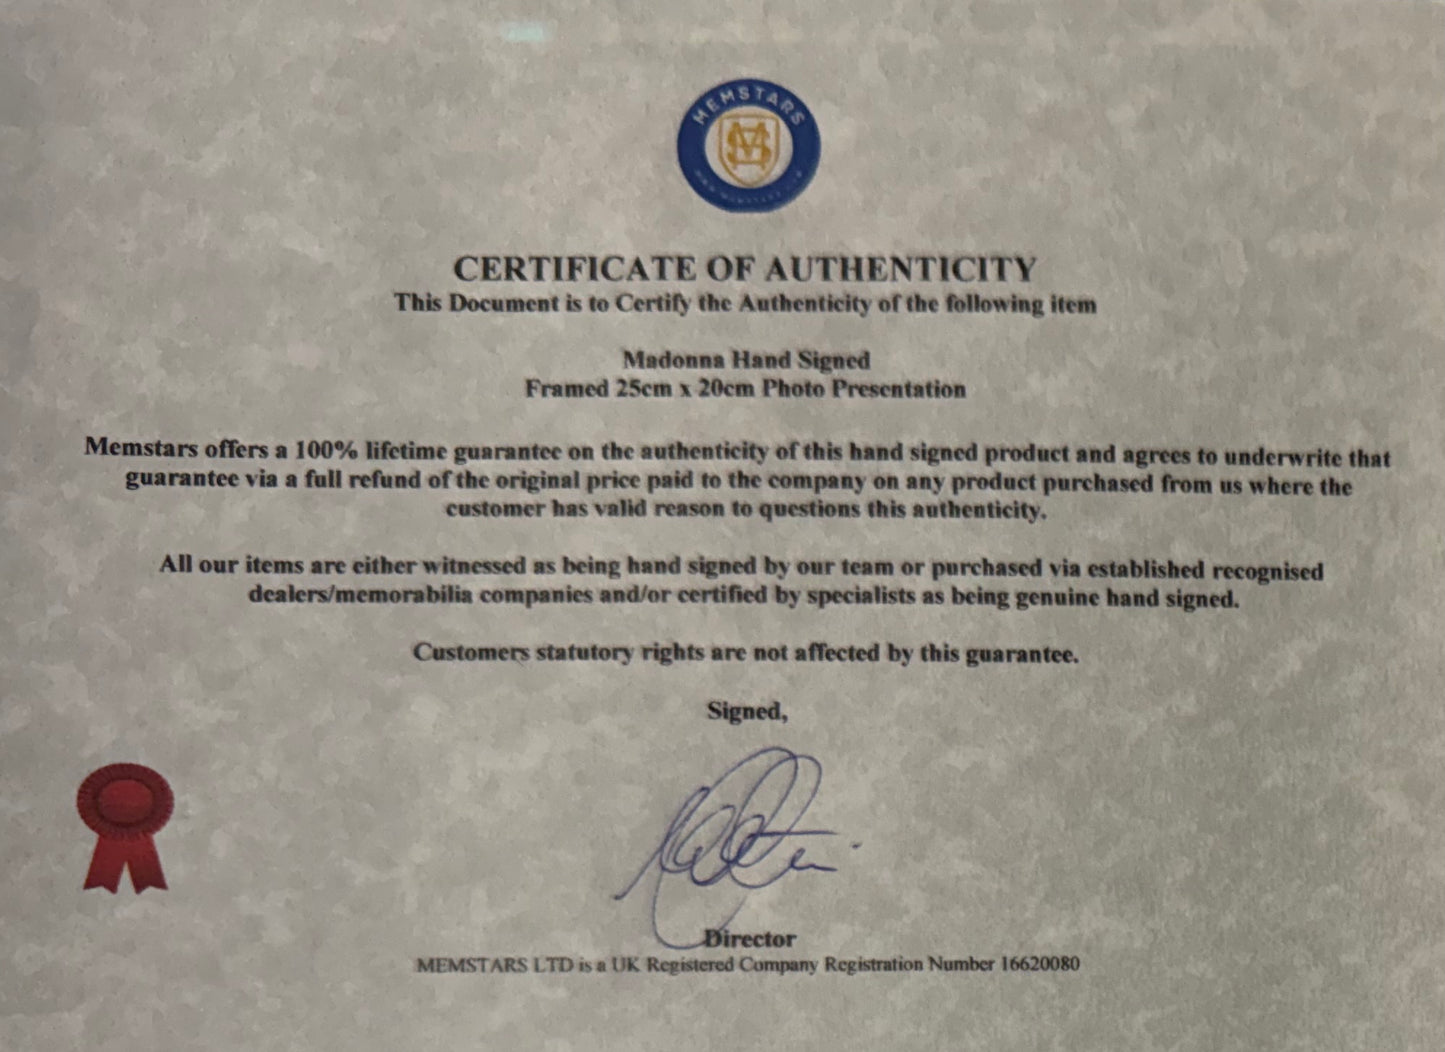 MEMSTARS
MS
CERTIFICATE OF AUTHENTICITY
This Document is to Certify the Authenticity of the following item
Madonna Hand Signed
Framed 25cm x 20cm Photo Presentation
Memstars offers a 100% lifetime guarantee on the authenticity of this hand signed product and agrees to underwrite that
guarantee via a full refund of the original price paid to the company on any product purchased from us where the
customer has valid reason to questions this authenticity.
All our items are either witnessed as being hand signed by our team or purchased via established recognised
dealers/memorabilia companies and/or certified by specialists as being genuine hand signed.
Customers statutory rights are not affected by this guarantee.
Signed,
Director
MEMSTARS LTD is a UK Registered Company Registration Number 16620080